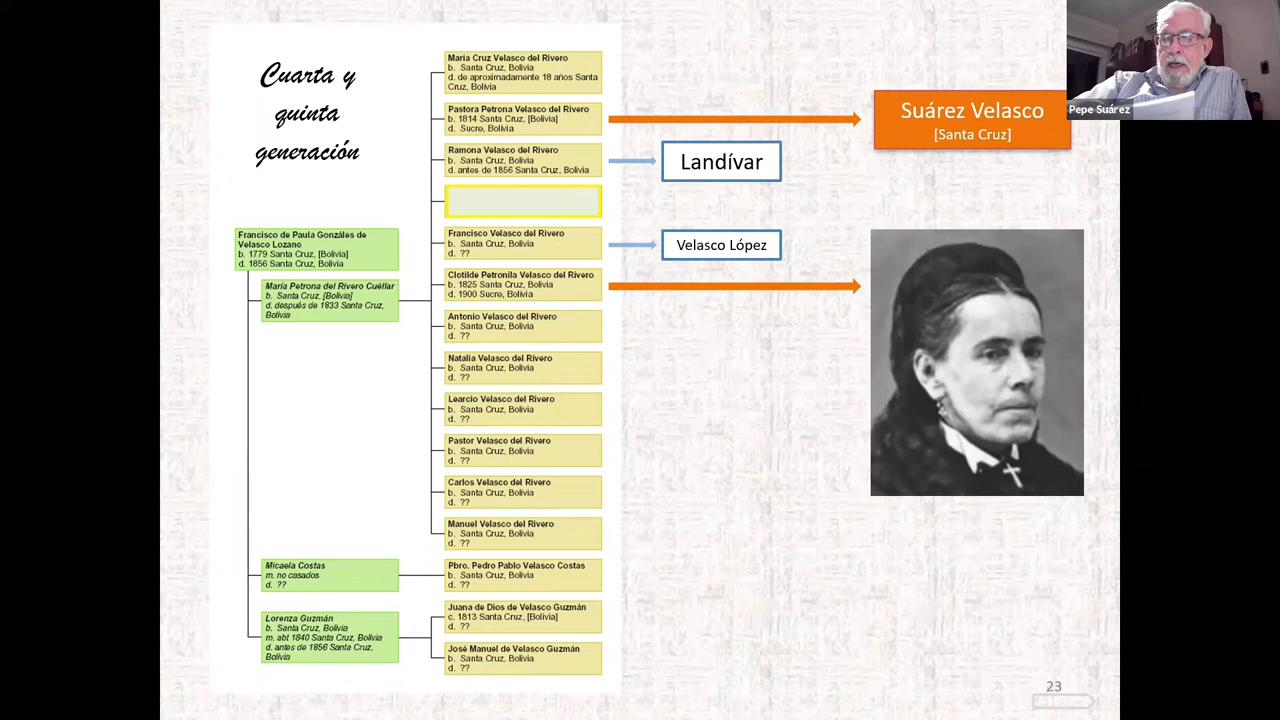 Cuarta y
quinta
generación
Francisco de Paula Gonzáles de
Velasco Lozano
b. 1779 Santa Cruz, [Bolivia]
d. 1856 Santa Cruz, Bolivia
María Petrona del Rivero Cuéllar
b. Santa Cruz, [Bolivia]
d. después de 1833 Santa Cruz,
Bolivia
María Cruz Velasco del Rivero
b. Santa Cruz, Bolivia
d. de aproximadamente 18 años Santa
Cruz, Bolivia
Pastora Petrona Velasco del Rivero
b. 1814 Santa Cruz, [Bolivia]
d. Sucre, Bolivia
Ramona Velasco del Rivero
b. Santa Cruz, Bolivia
d. antes de 1856 Santa Cruz, Bolivia
Francisco Velasco del Rivero
b. Santa Cruz, Bolivia
d. ??
Clotilde Petronila Velasco del Rivero
b. 1825 Santa Cruz, Bolivia
d. 1900 Sucre, Bolivia
Antonio Velasco del Rivero
b. Santa Cruz, Bolivia
d. ??
Natalia Velasco del Rivero
b. Santa Cruz, Bolivia
d. ??
Learcio Velasco del Rivero
b. Santa Cruz, Bolivia
d. ??
Pastor Velasco del Rivero
b. Santa Cruz, Bolivia
d. ??
Carlos Velasco del Rivero
b. Santa Cruz, Bolivia
d. ??
Manuel Velasco del Rivero
b. Santa Cruz, Bolivia
d. ??
Micaela Costas
m. no casados
d. ??
Pbro. Pedro Pablo Velasco Costas
b. Santa Cruz, Bolivia
d. ??
Lorenza Guzmán
b. Santa Cruz, Bolivia
m. abt 1840 Santa Cruz, Bolivia
d. antes de 1856 Santa Cruz,
Bolivia
Juana de Dios de Velasco Guzmán
c. 1813 Santa Cruz, [Bolivia]
d. ??
José Manuel de Velasco Guzmán
b. Santa Cruz, Bolivia
d. ??
Suárez Velasco
[Santa Cruz]
Landívar
Velasco López
Pepe Suárez
23